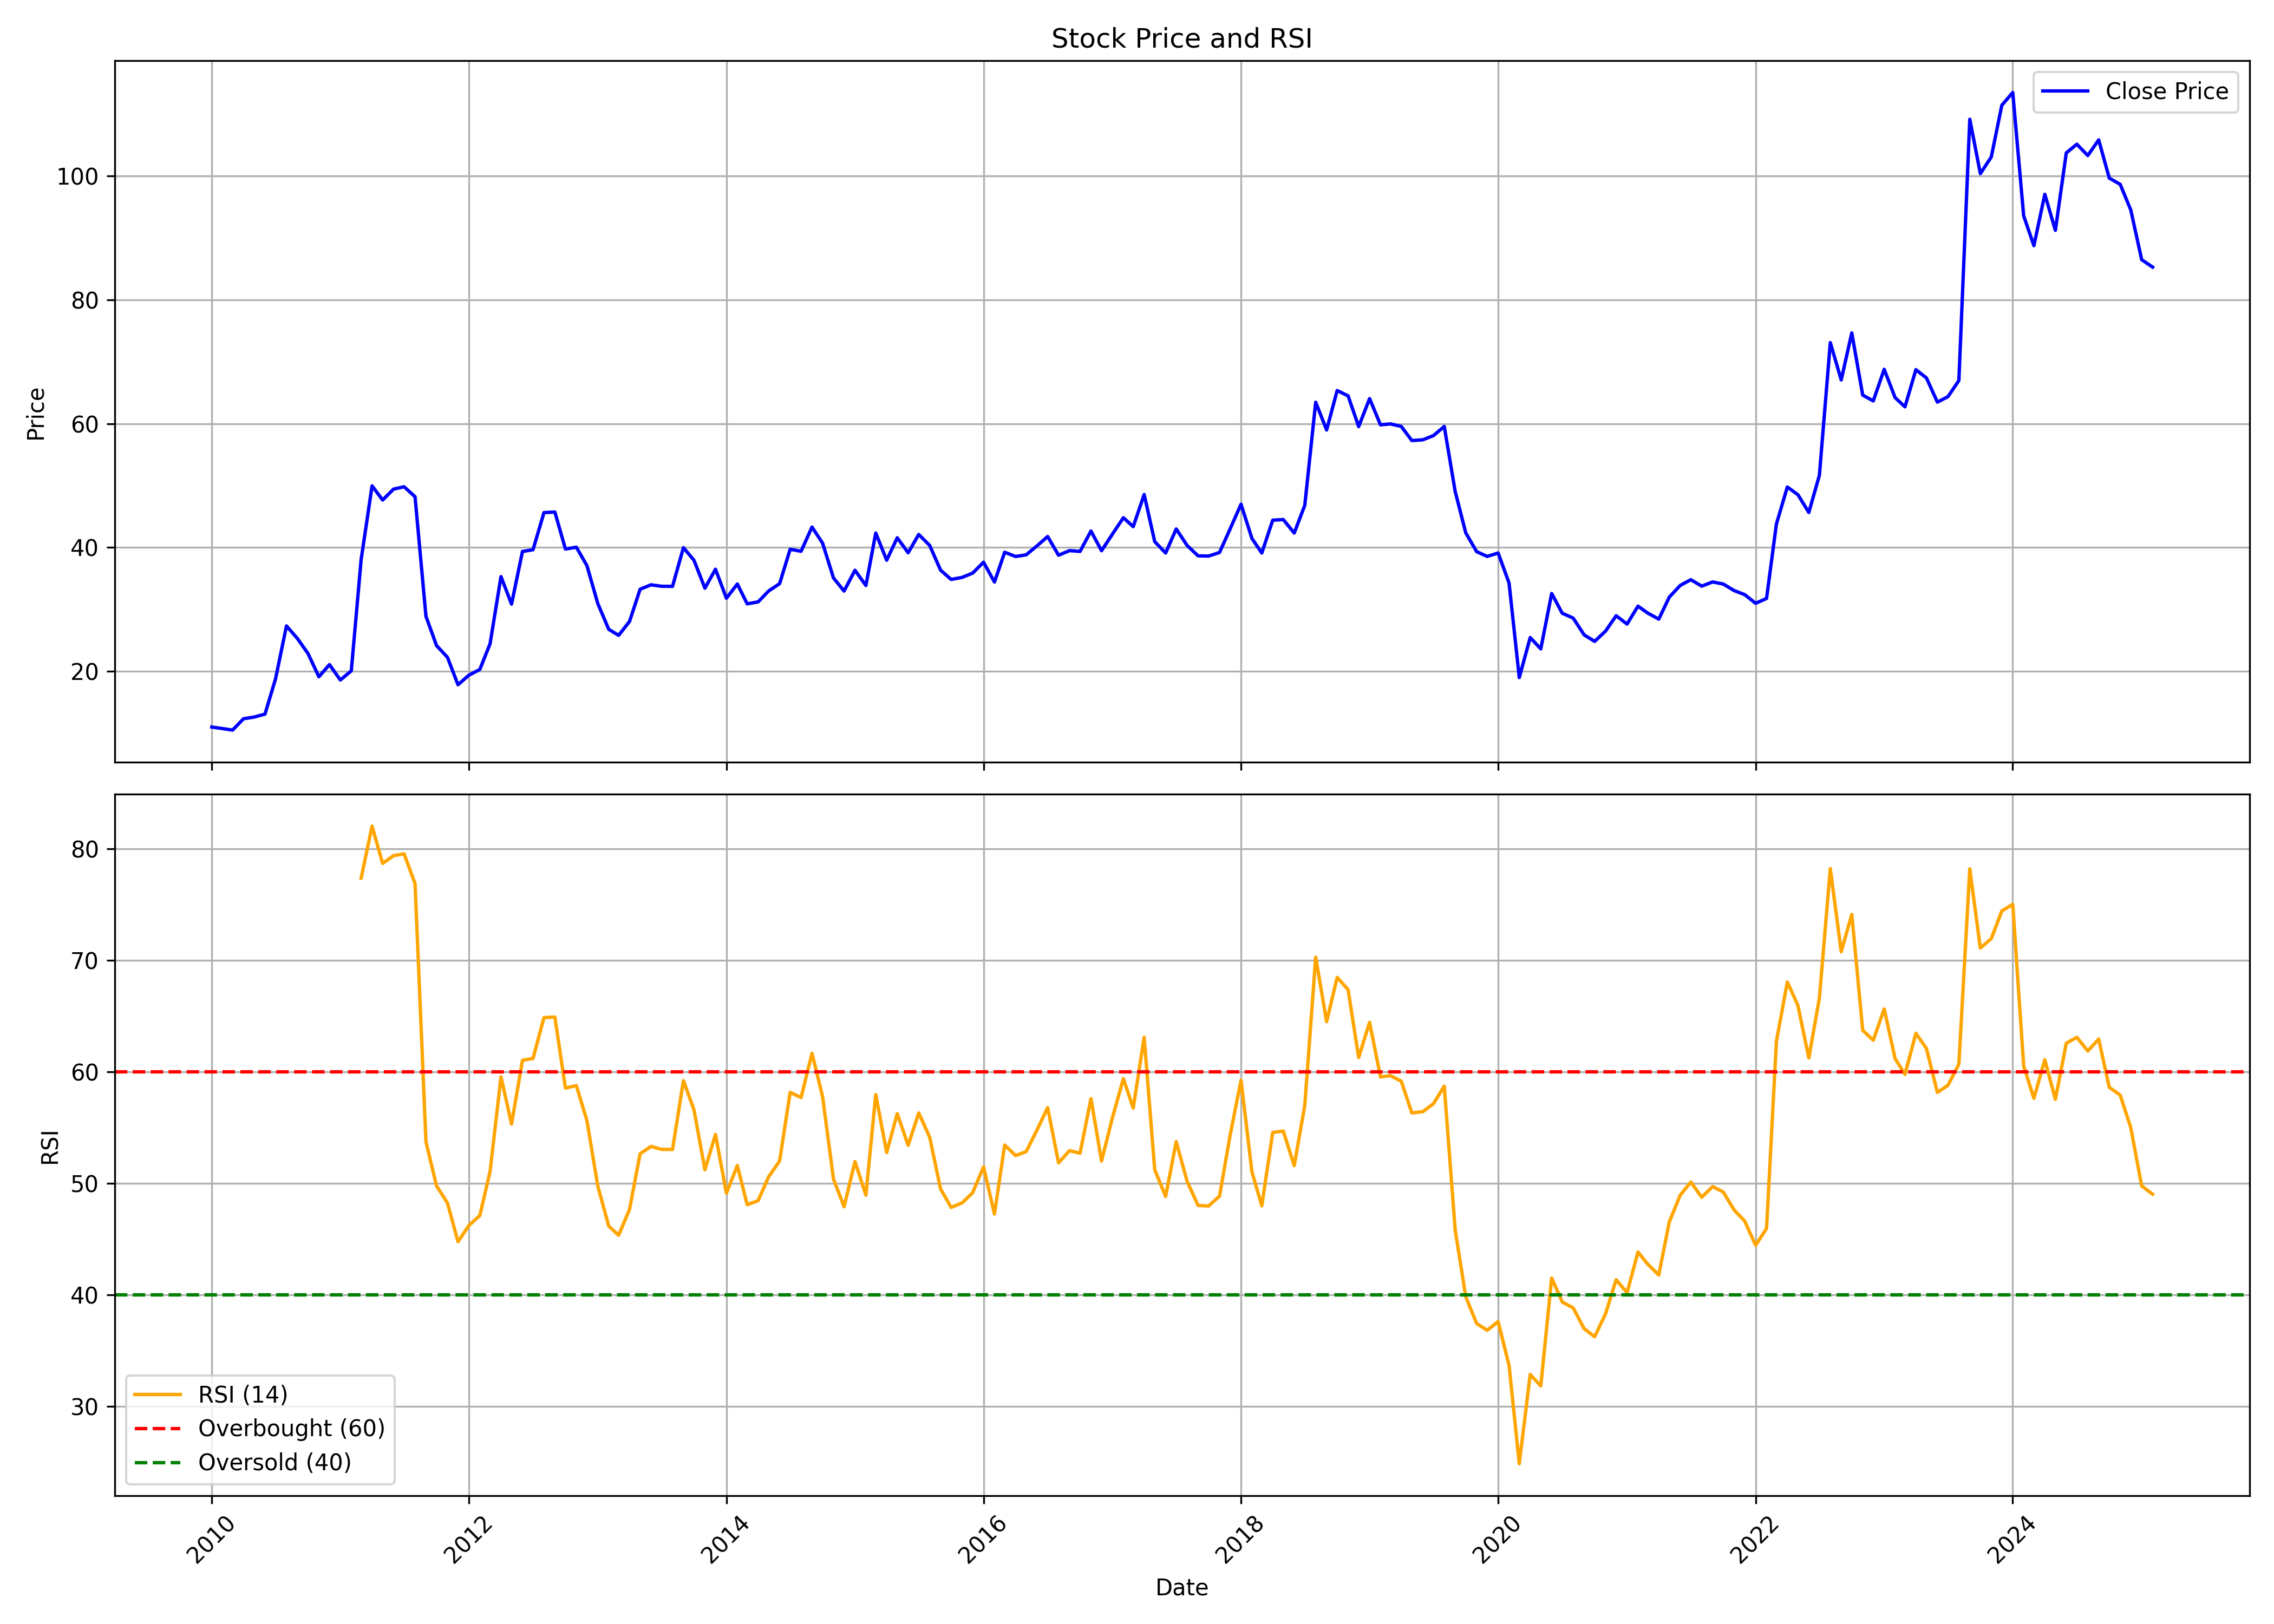 Stock Price and RSI
Close Price
Price
100
80
60
40
20
RSI
80
70
60
50
40
30
RSI (14)
Overbought (60)
Oversold (40)
2010
2012
2014
2016
2018
2020
2022
2024
Date